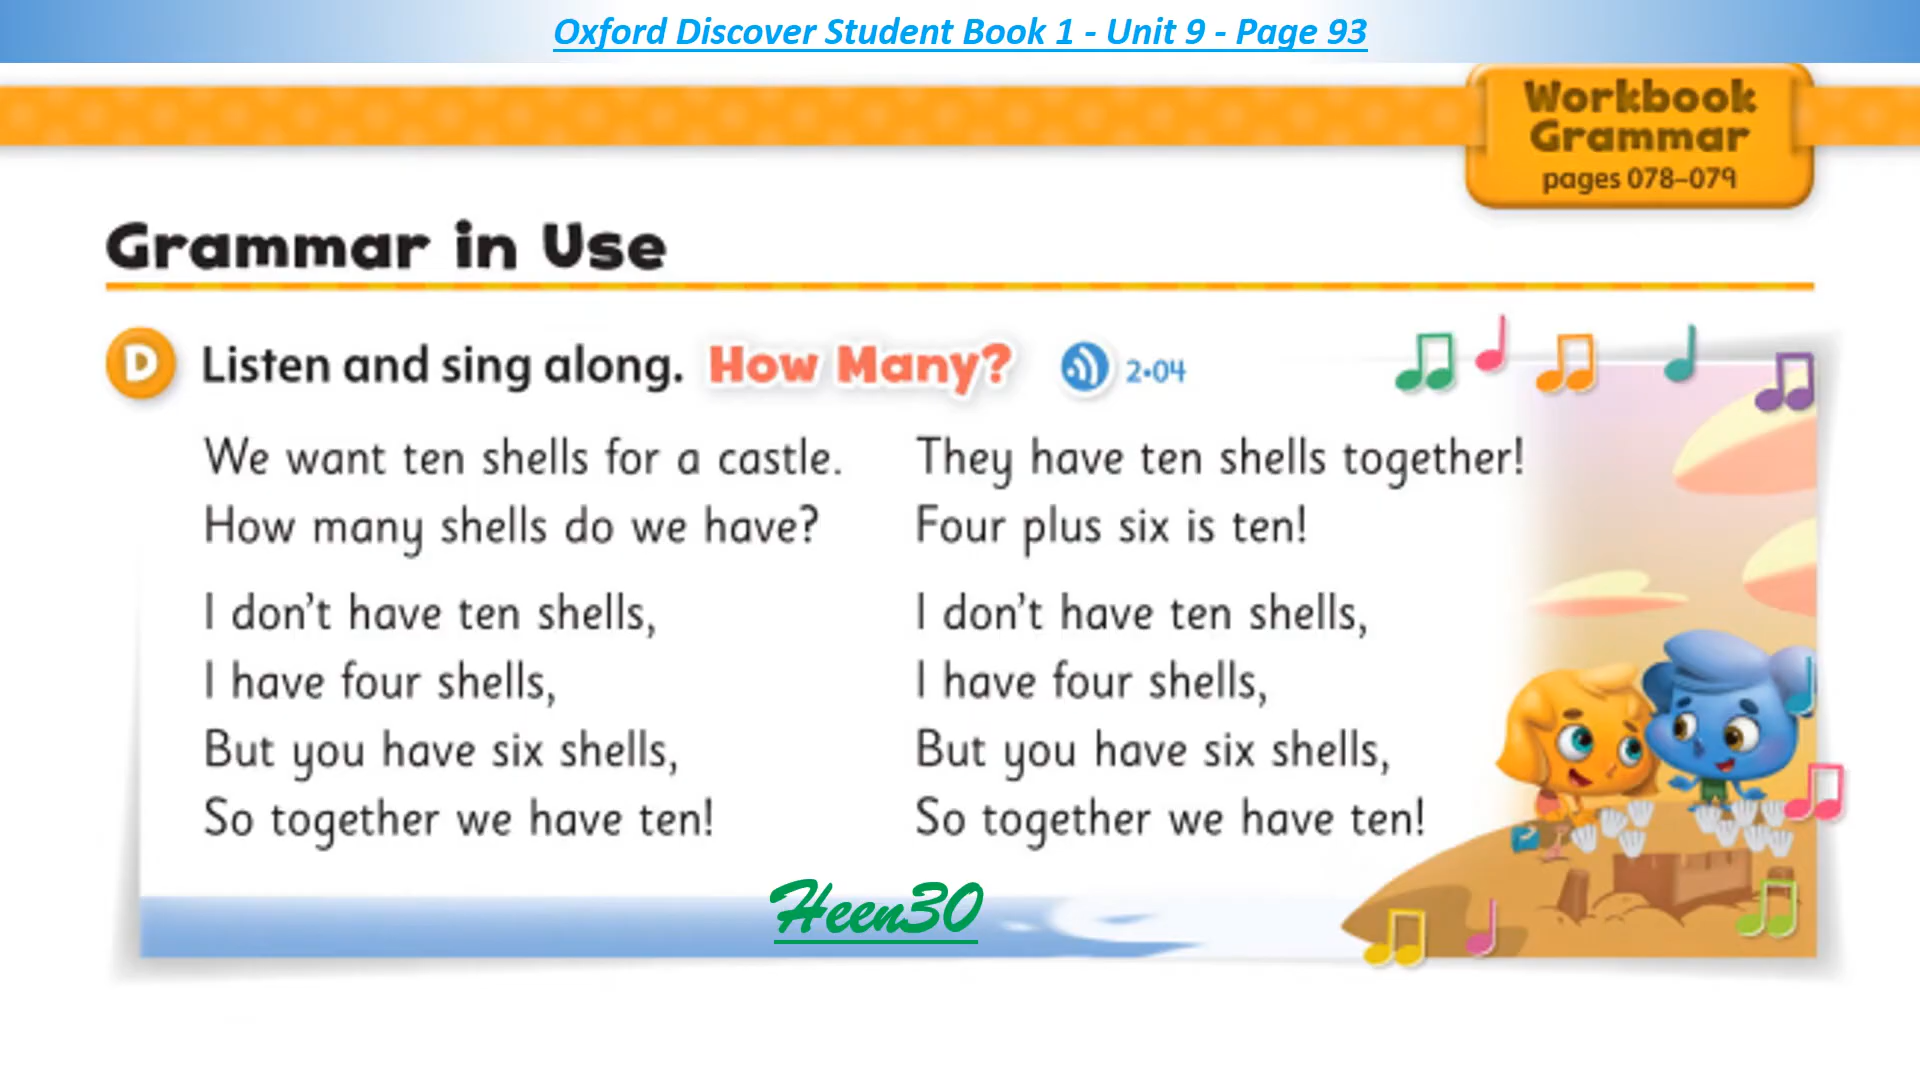 Oxford Discover Student Book 1 - Unit 9 - Page 93
Workbook
Grammar
pages 078–079
Grammar in Use
D Listen and sing along. How Many? 2•04
We want ten shells for a castle.
How many shells do we have?
I don't have ten shells,
I have four shells,
But you have six shells,
So together we have ten!
They have ten shells together!
Four plus six is ten!
I don't have ten shells,
I have four shells,
But you have six shells,
So together we have ten!
Heen30